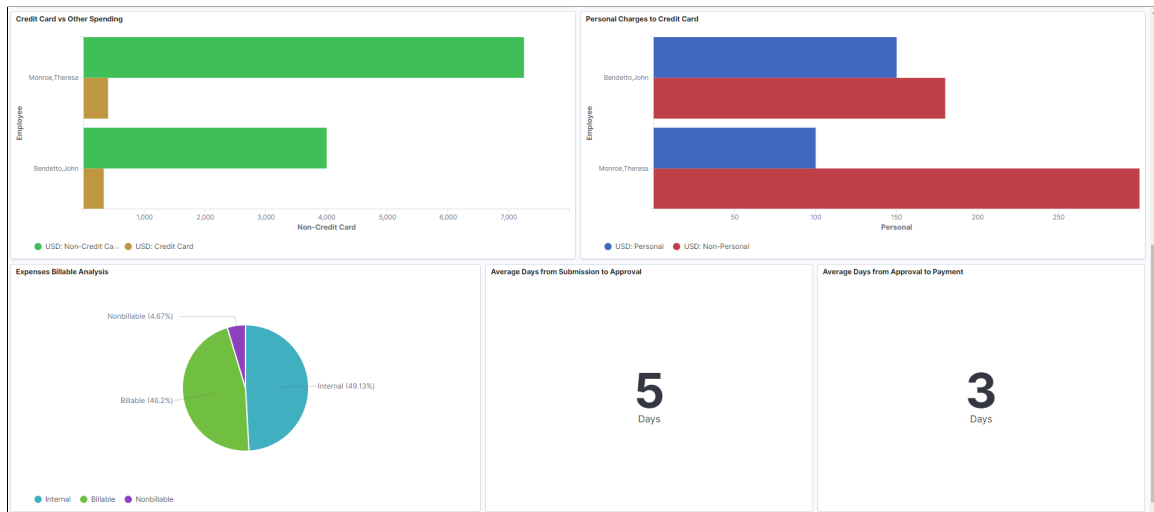 Credit Card vs Other Spending
Employee
Monroe,Theresa
Bendetto,John
1,000 2,000 3,000 4,000 5,000 6,000 7,000
Non-Credit Card
USD: Non-Credit Ca... USD: Credit Card
Personal Charges to Credit Card
Employee
Bendetto,John
Monroe,Theresa
50 100 150 200 250
Personal
USD: Personal USD: Non-Personal
Expenses Billable Analysis
Nonbillable (4.67%)
Internal (49.13%)
Billable (46.2%)
Internal Billable Nonbillable
Average Days from Submission to Approval
5
Days
Average Days from Approval to Payment
3
Days